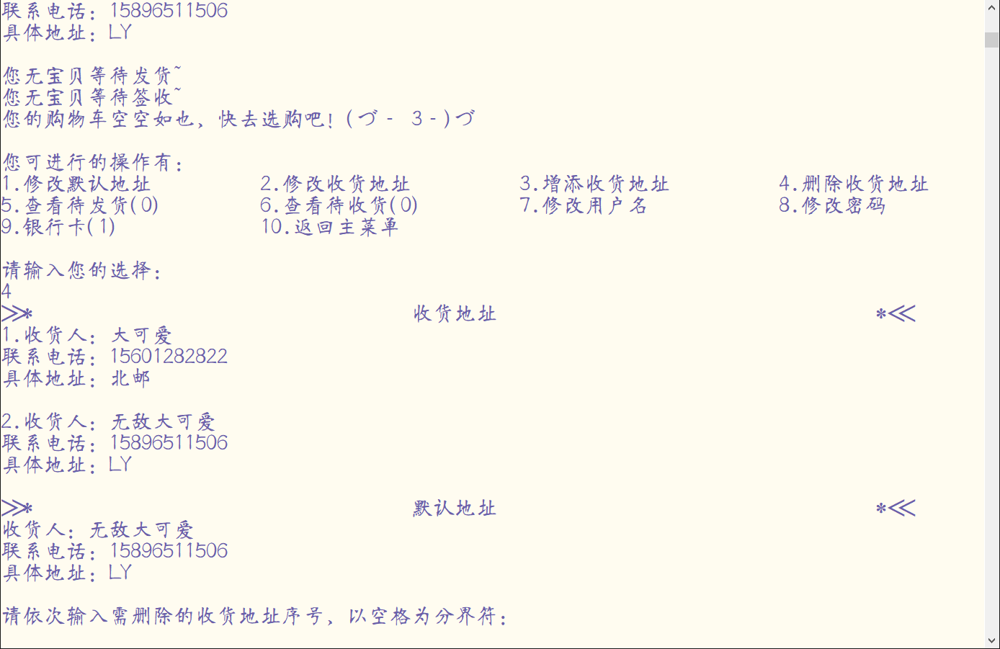 联系电话：15896511506
具体地址：LY
您无宝贝等待发货~
您无宝贝等待签收~
您的购物车空空如也，快去选购吧！(づ-  3-)づ
您可进行的操作有：
1.修改默认地址 2.修改收货地址 3.增添收货地址 4.删除收货地址
5.查看待发货(0) 6.查看待收货(0) 7.修改用户名 8.修改密码
9.银行卡(1) 10.返回主菜单
请输入您的选择：
4
≫* 收货地址 *≪
1.收货人：大可爱
联系电话：15601282822
具体地址：北邮
2.收货人：无敌大可爱
联系电话：15896511506
具体地址：LY
≫* 默认地址 *≪
收货人：无敌大可爱
联系电话：15896511506
具体地址：LY
请依次输入需删除的收货地址序号，以空格为分界符：